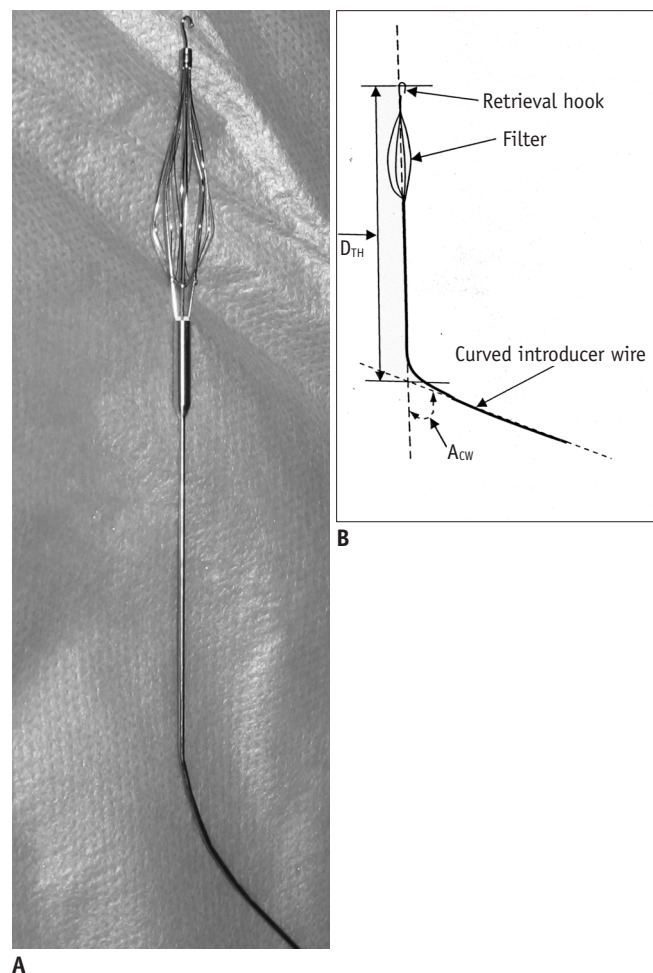 Retrieval hook
Filter
DTH
Curved introducer wire
ACW
B
A